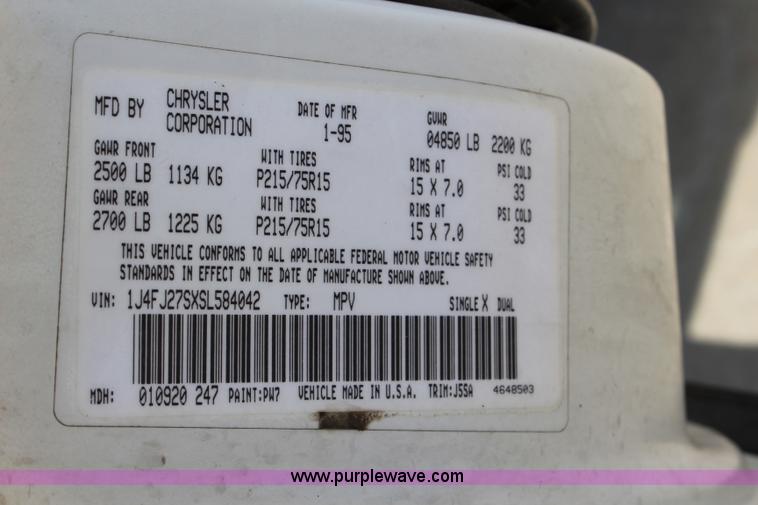 MFD BY CHRYSLER CORPORATION DATE OF MFR 1-95 GVWR 04850 LB 2200 KG
GAWR FRONT WITH TIRES RIMS AT PSI COLD
2500 LB 1134 KG P215/75R15 15 X 7.0 33
GAWR REAR WITH TIRES RIMS AT PSI COLD
2700 LB 1225 KG P215/75R15 15 X 7.0 33
THIS VEHICLE CONFORMS TO ALL APPLICABLE FEDERAL MOTOR VEHICLE SAFETY
STANDARDS IN EFFECT ON THE DATE OF MANUFACTURE SHOWN ABOVE.
VIN: 1J4FJ27SXSL584042 TYPE: MPV SINGLE X DUAL
MDH: 010920 247 PAINT:PW7 VEHICLE MADE IN U.S.A. TRIM:J5SA 4648503
www.purplewave.com